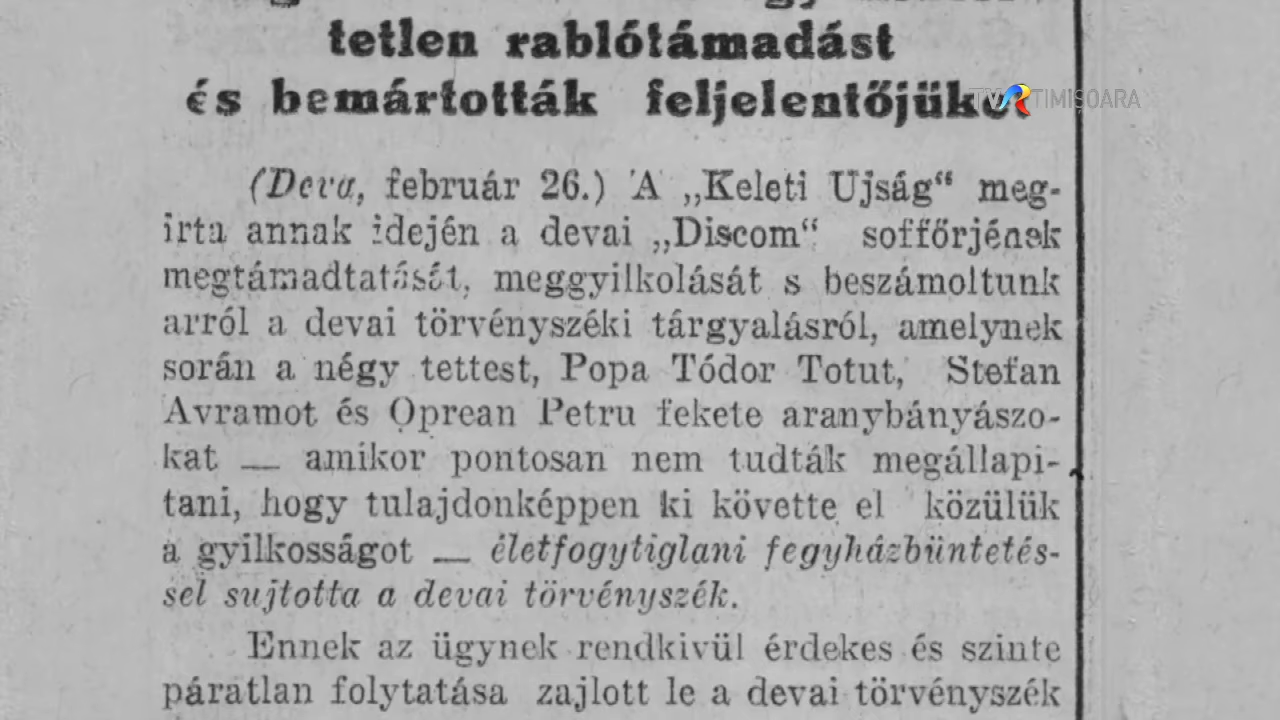 tetlen rablótámadást
és bemártották feljelentőjüket
TVR TIMIȘOARA
(Deva, február 26.) A „Keleti Ujság“ meg-
irta annak idején a devai „Discom“ soffőrjének
megtámadtatását, meggyilkolását s beszámoltunk
arról a devai törvényszéki tárgyalásról, amelynek
során a négy tettest, Popa Tódor Totut, Stefan
Avramot és Oprean Petru fekete aranybányászo-
kat — amikor pontosan nem tudták megállapi-
tani, hogy tulajdonképpen ki követte el közülük
a gyilkosságot — életfogytiglani fegyházbüntetés-
sel sujtotta a devai törvényszék.
Ennek az ügynek rendkivül érdekes és szinte
páratlan folytatása zajlott le a devai törvényszék